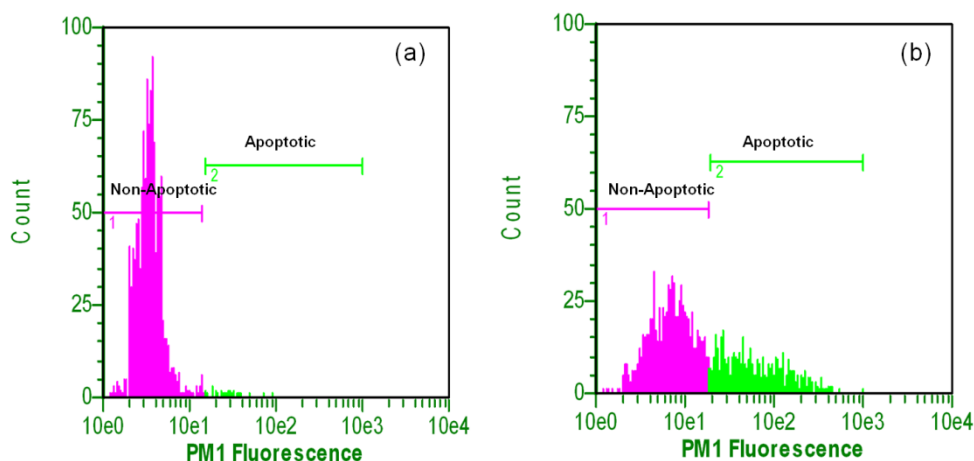 100
(a)
75
Count
Apoptotic
2
Non-Apoptotic
50
1
25
0
10e0 10e1 10e2 10e3 10e4
PM1 Fluorescence
100
(b)
75
Count
Apoptotic
2
Non-Apoptotic
50
1
25
0
10e0 10e1 10e2 10e3 10e4
PM1 Fluorescence